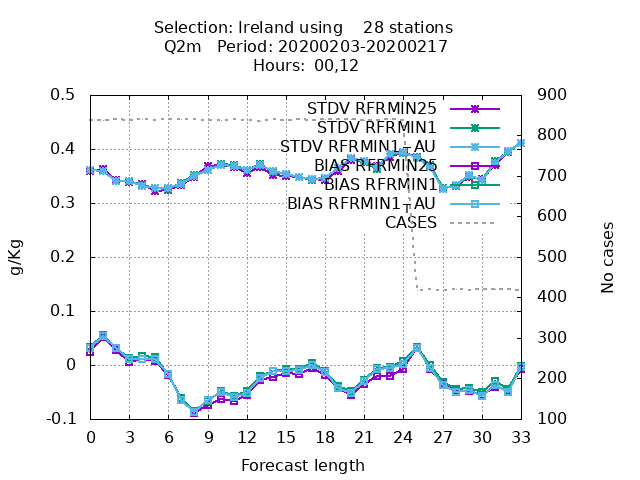 Selection: Ireland using 28 stations
Q2m Period: 20200203-20200217
Hours: 00,12
0.5
0.4
0.3
0.2
0.1
0
-0.1
g/Kg
900
800
700
600
500
400
300
200
100
No cases
STDV RFRMIN25
STDV RFRMIN1
STDV RFRMIN1_AU
BIAS RFRMIN25
BIAS RFRMIN1
BIAS RFRMIN1_AU
CASES
0 3 6 9 12 15 18 21 24 27 30 33
Forecast length